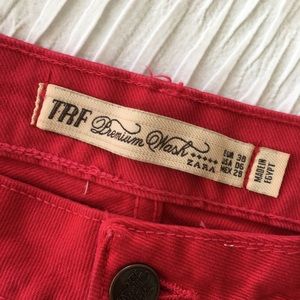 TRF Premium Wash
ZARA
EUR 38
USA 06
MEX 28
MADE IN
EGYPT